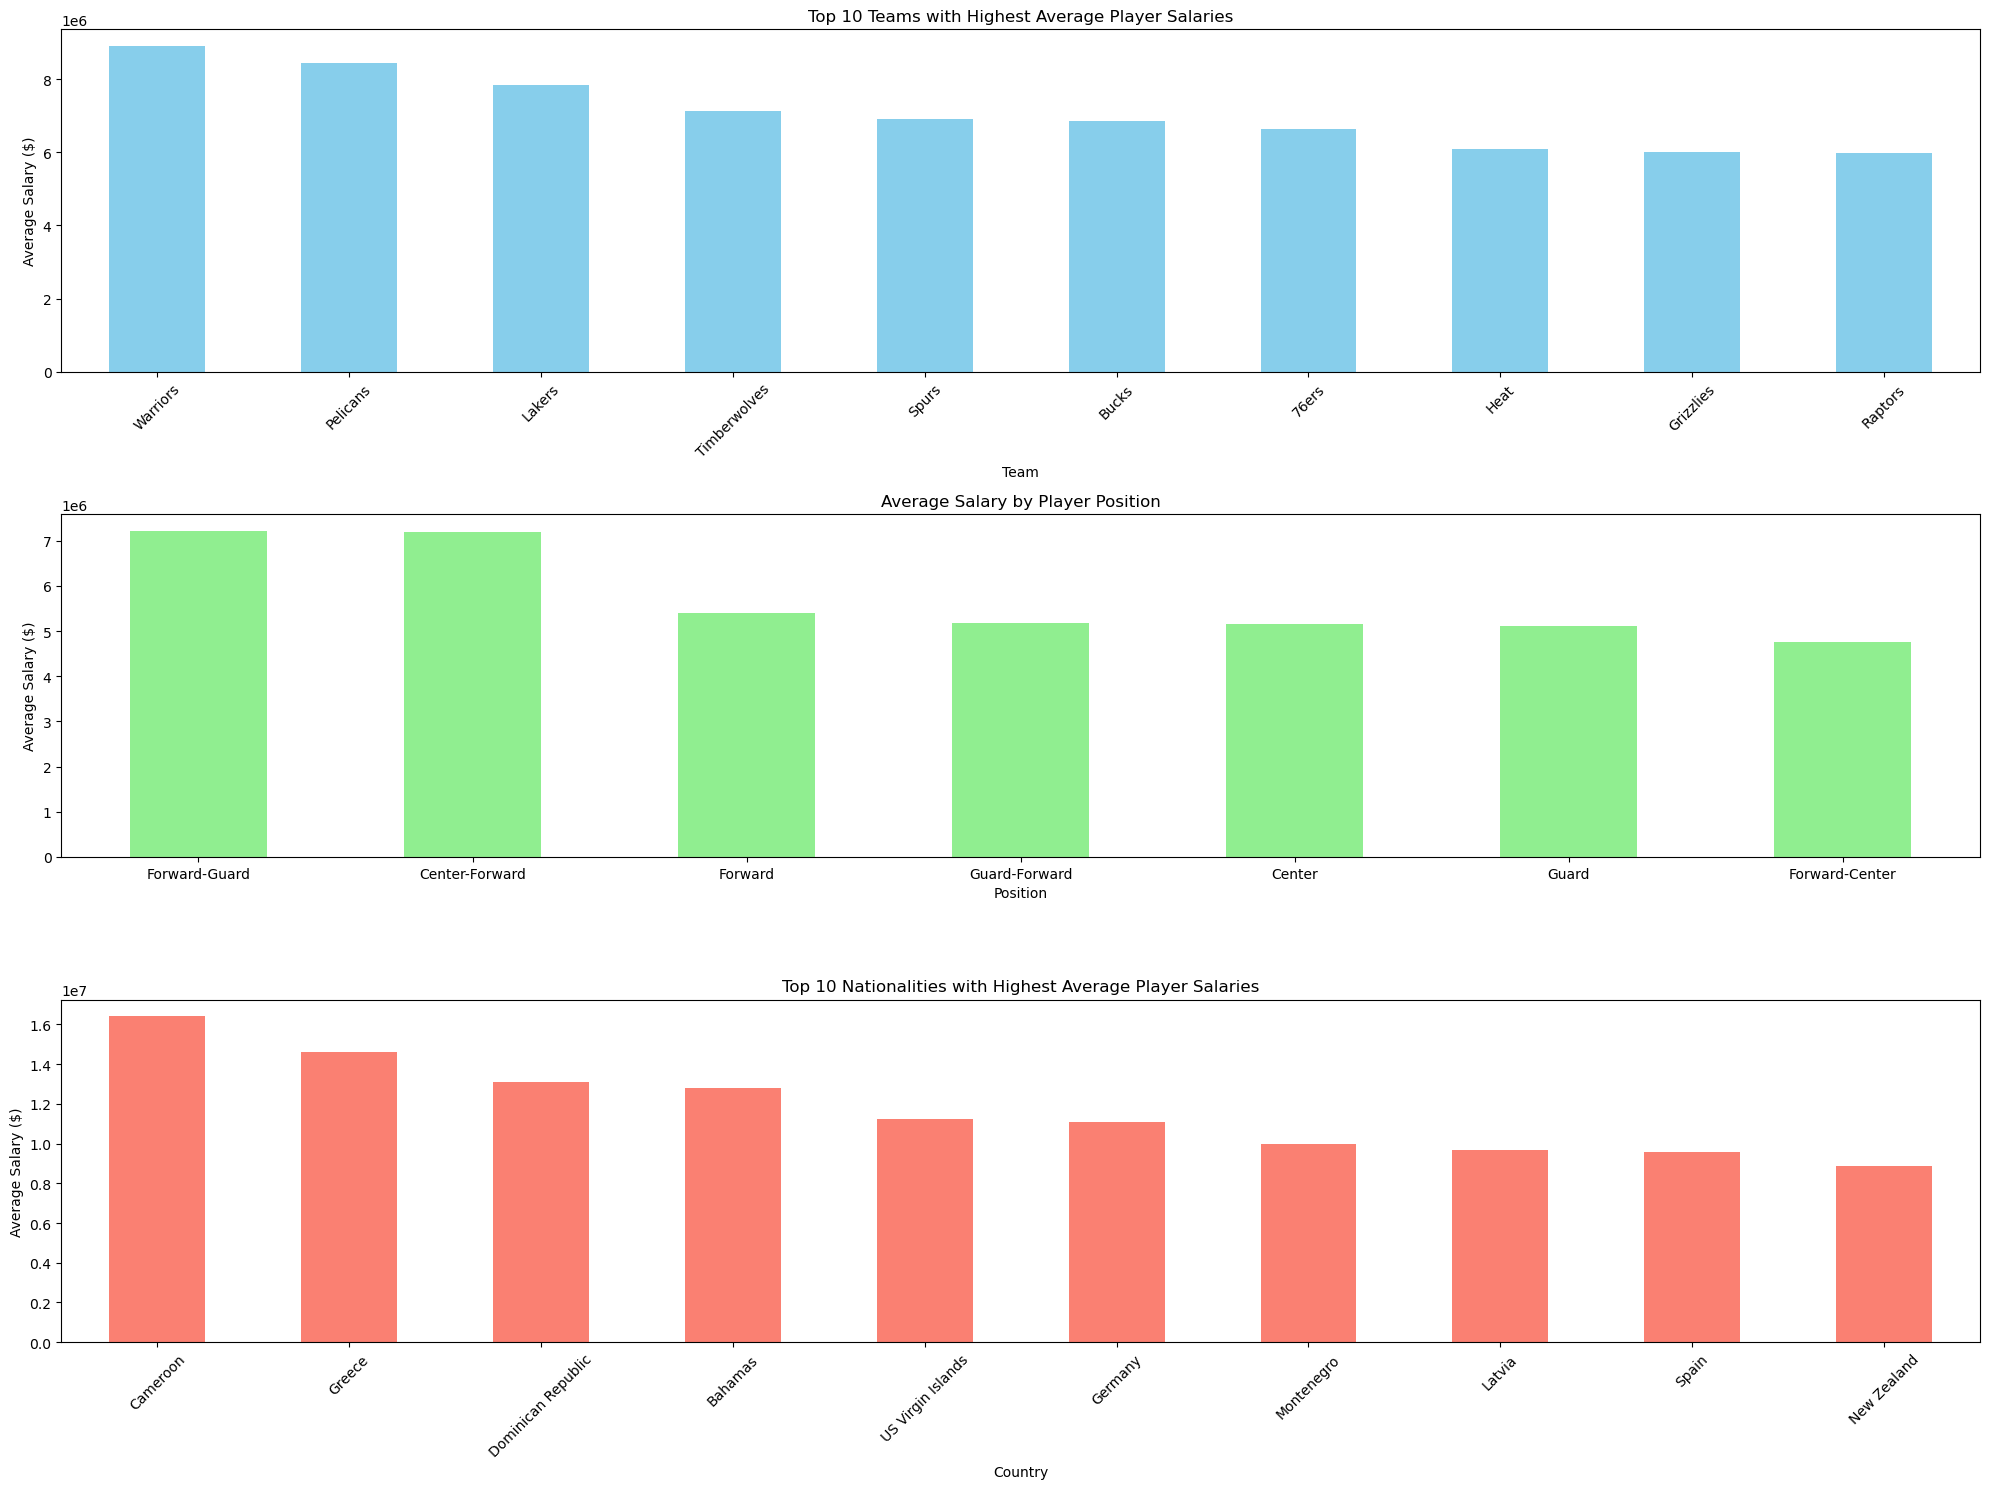 Top 10 Teams with Highest Average Player Salaries
1e6
Average Salary ($)
8
6
4
2
0
Warriors
Pelicans
Lakers
Timberwolves
Spurs
Bucks
76ers
Heat
Grizzlies
Raptors
Team
Average Salary by Player Position
1e6
Average Salary ($)
7
6
5
4
3
2
1
0
Forward-Guard
Center-Forward
Forward
Guard-Forward
Center
Guard
Forward-Center
Position
Top 10 Nationalities with Highest Average Player Salaries
1e7
Average Salary ($)
1.6
1.4
1.2
1.0
0.8
0.6
0.4
0.2
0.0
Cameroon
Greece
Dominican Republic
Bahamas
US Virgin Islands
Germany
Montenegro
Latvia
Spain
New Zealand
Country